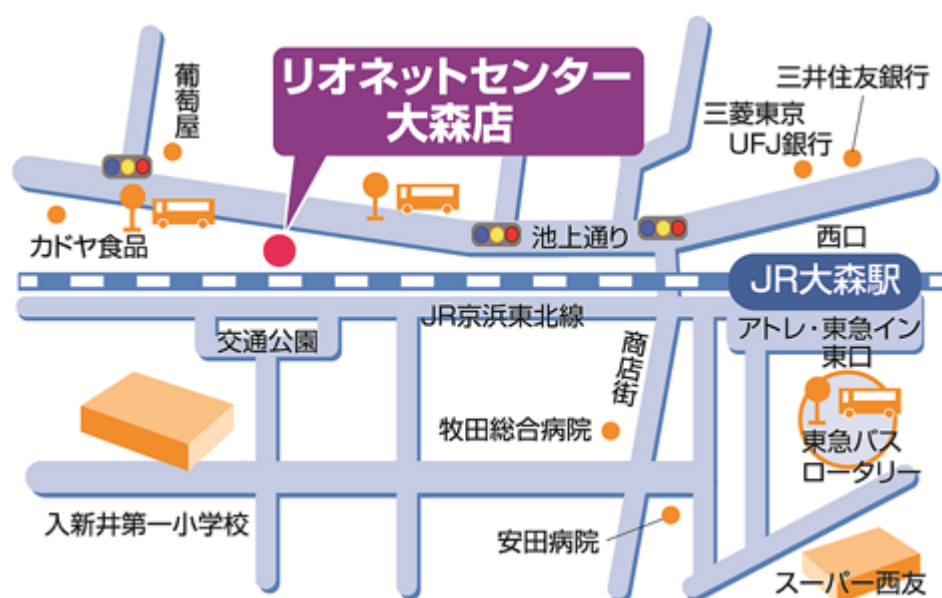 リオネットセンター
大森店
葡萄屋
三井住友銀行
三菱東京
UFJ銀行
カドヤ食品
池上通り
西口
JR大森駅
JR京浜東北線
アトレ・東急イン
東口
交通公園
商店街
牧田総合病院
東急バス
ロータリー
入新井第一小学校
安田病院
スーパー西友